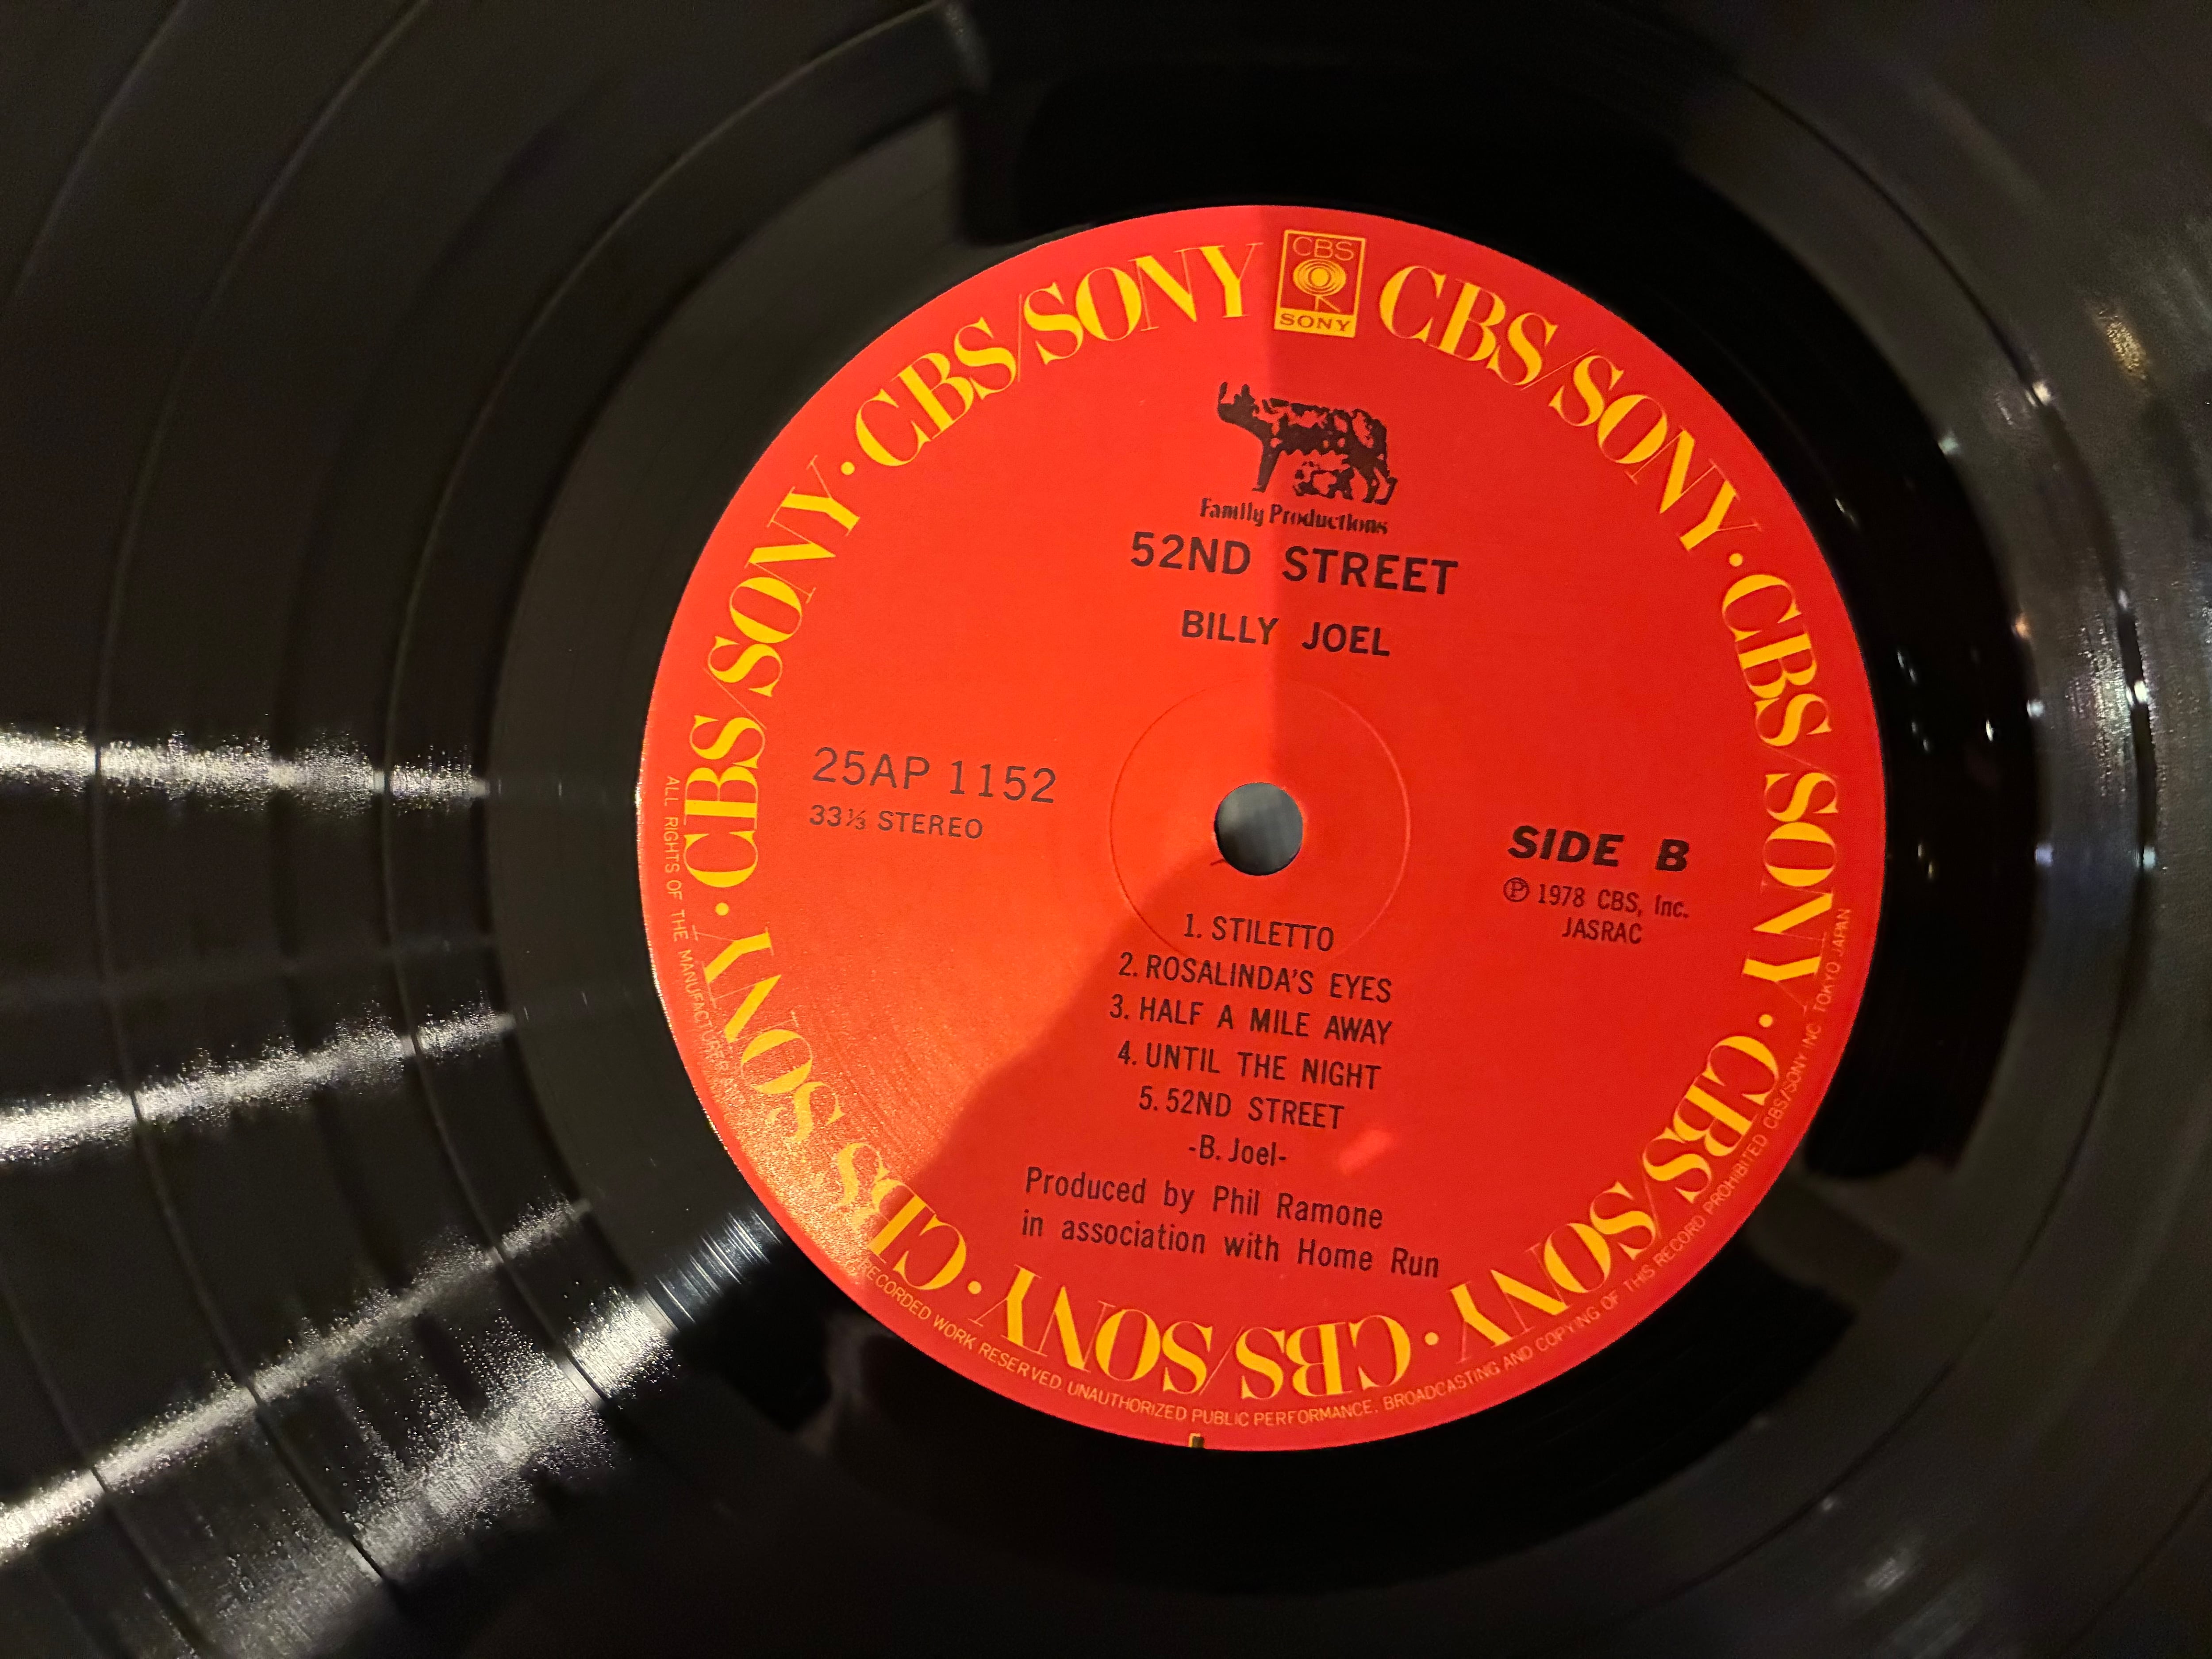 CBS
SONY
CBS/SONY · CBS/SONY · CBS/SONY · CBS/SONY · CBS/SONY · CBS/SONY · CBS/SONY · CBS/SONY
Family Productions
52ND STREET
BILLY JOEL
25AP 1152
33⅓ STEREO
SIDE B
Ⓟ 1978 CBS, Inc.
JASRAC
1. STILETTO
2. ROSALINDA'S EYES
3. HALF A MILE AWAY
4. UNTIL THE NIGHT
5. 52ND STREET
-B. Joel-
Produced by Phil Ramone
in association with Home Run
ALL RIGHTS OF THE MANUFACTURER AND RECORDED WORK RESERVED. UNAUTHORIZED PUBLIC PERFORMANCE. BROADCASTING AND COPYING OF THIS RECORD PROHIBITED CBS/SONY INC TOKYO JAPAN